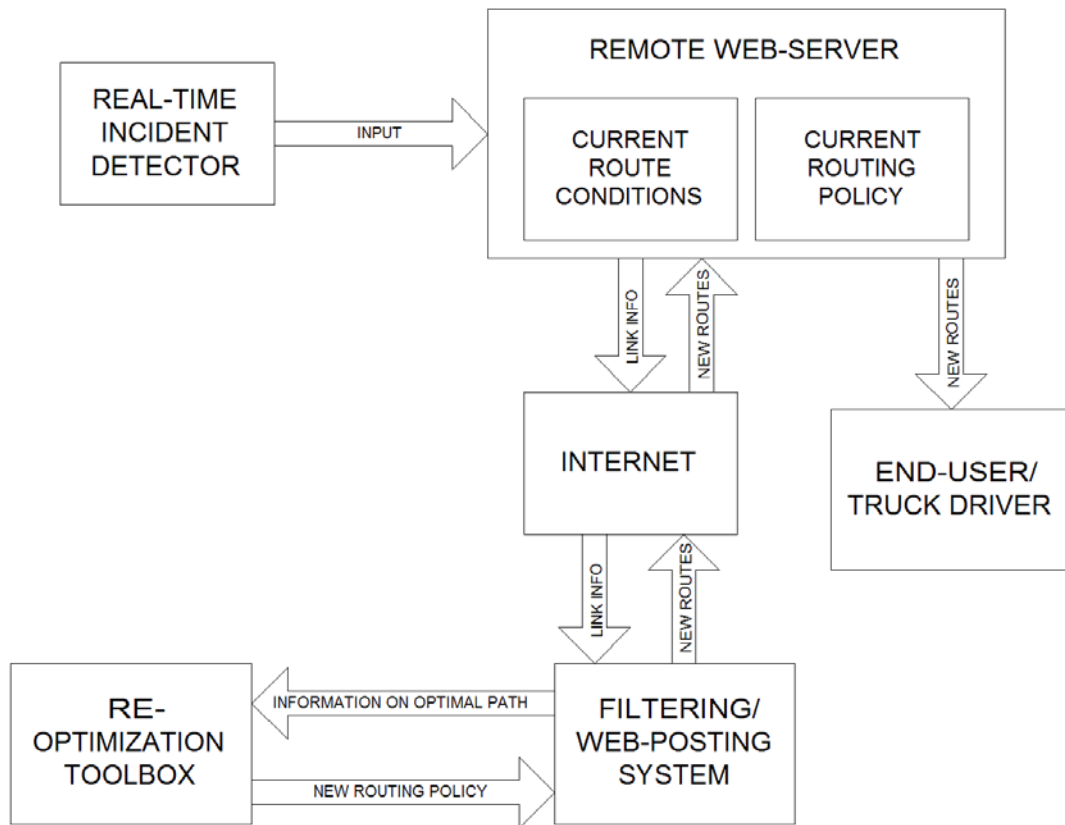 REMOTE WEB-SERVER
REAL-TIME
INCIDENT
DETECTOR
INPUT
CURRENT
ROUTE
CONDITIONS
CURRENT
ROUTING
POLICY
LINK INFO
NEW ROUTES
NEW ROUTES
INTERNET
END-USER/
TRUCK DRIVER
LINK INFO
NEW ROUTES
RE-
OPTIMIZATION
TOOLBOX
INFORMATION ON OPTIMAL PATH
NEW ROUTING POLICY
FILTERING/
WEB-POSTING
SYSTEM